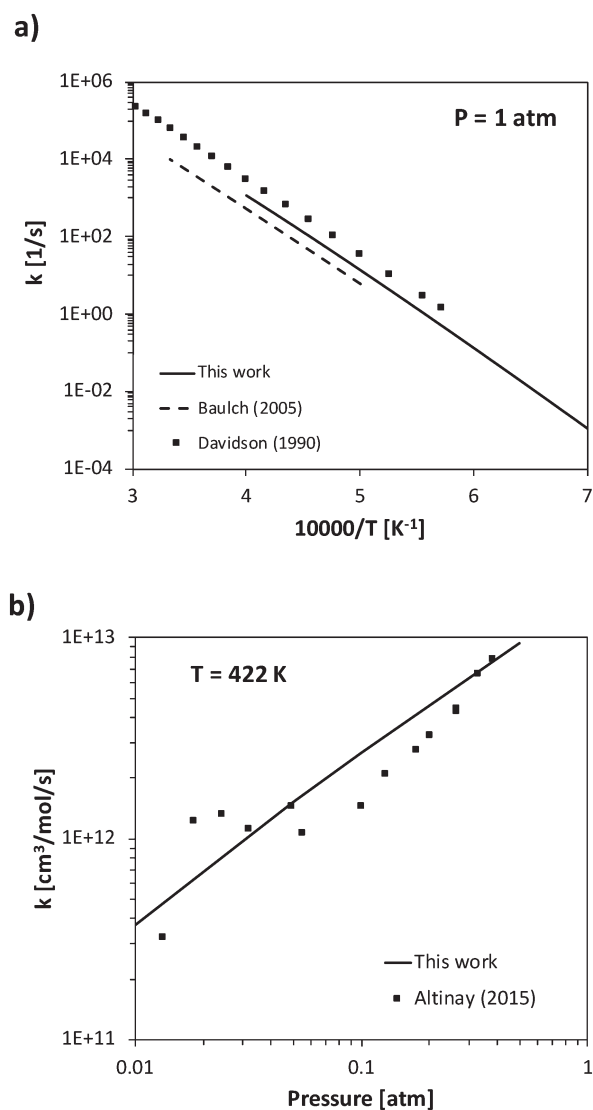 a)
1E+06
1E+04
1E+02
1E+00
1E-02
1E-04
k [1/s]
P = 1 atm
This work
Baulch (2005)
Davidson (1990)
3 4 5 6 7
10000/T [K⁻¹]
b)
1E+13
1E+12
1E+11
k [cm³/mol/s]
T = 422 K
This work
Altinay (2015)
0.01 0.1 1
Pressure [atm]